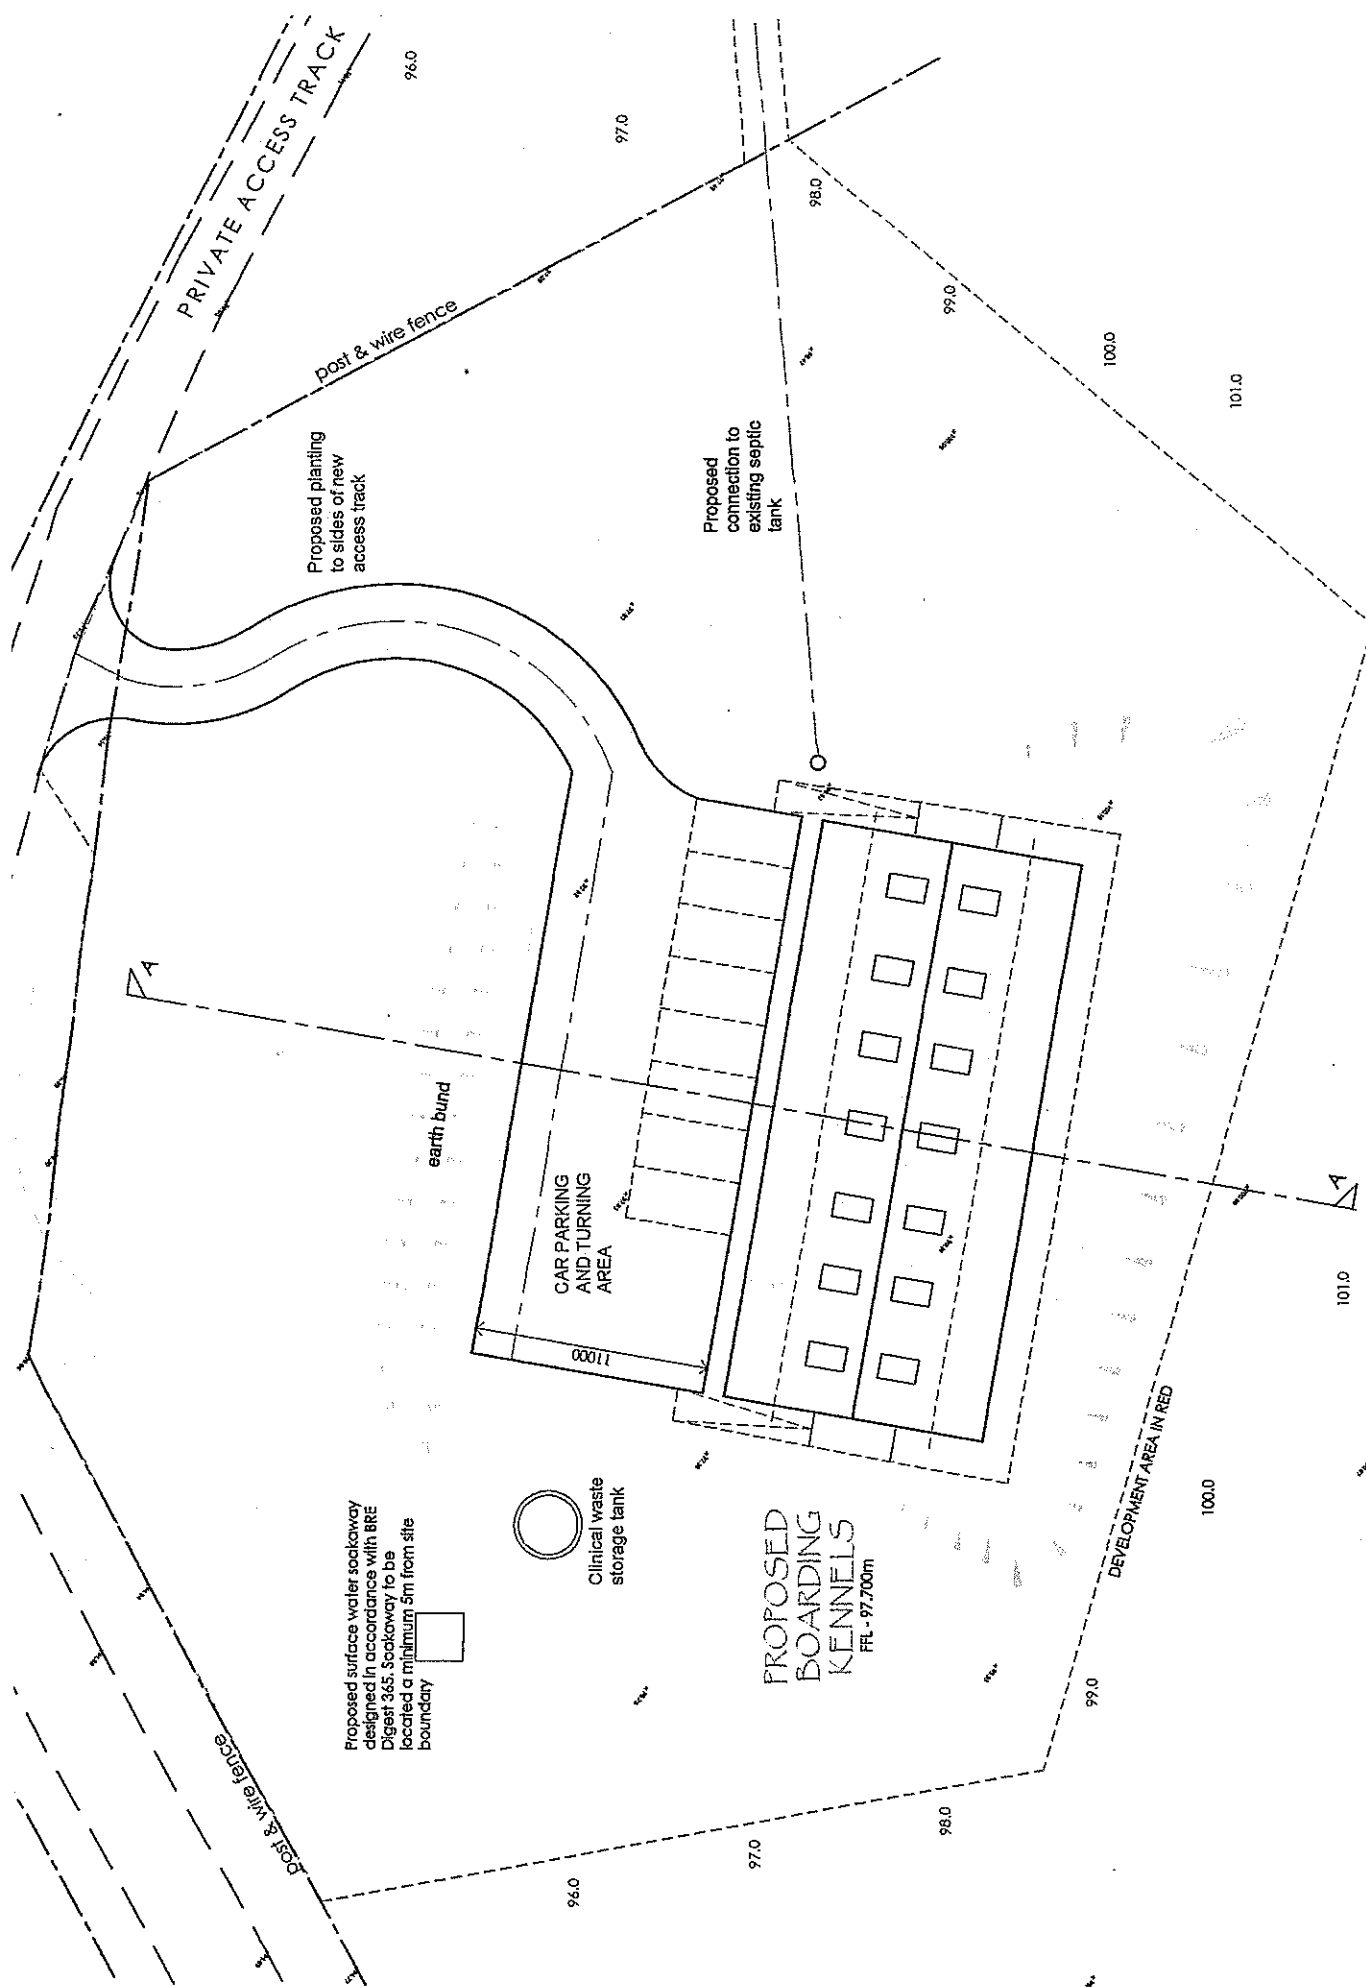 PRIVATE ACCESS TRACK
96.0
97.0
98.0
99.0
100.0
101.0
post & wire fence
Proposed planting
to sides of new
access track
Proposed
connection to
existing septic
tank
A
earth bund
CAR PARKING
AND TURNING
AREA
11000
A
101.0
Proposed surface water soakaway
designed in accordance with BRE
Digest 365. Soakaway to be
located a minimum 5m from site
boundary
Clinical waste
storage tank
PROPOSED
BOARDING
KENNELS
FFL - 97.700m
DEVELOPMENT AREA IN RED
100.0
99.0
98.0
97.0
96.0
post & wire fence